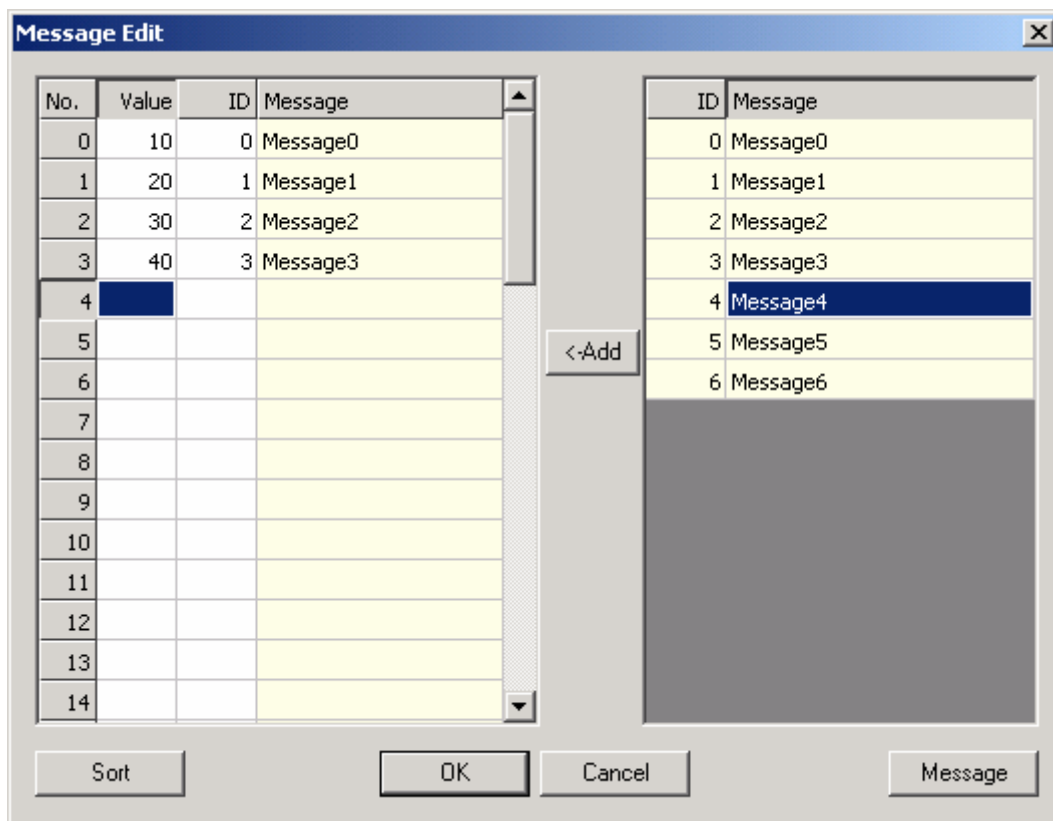 Message Edit
No. Value ID Message
0 10 0 Message0
1 20 1 Message1
2 30 2 Message2
3 40 3 Message3
4
5
6
7
8
9
10
11
12
13
14
<-Add
ID Message
0 Message0
1 Message1
2 Message2
3 Message3
4 Message4
5 Message5
6 Message6
Sort OK Cancel Message